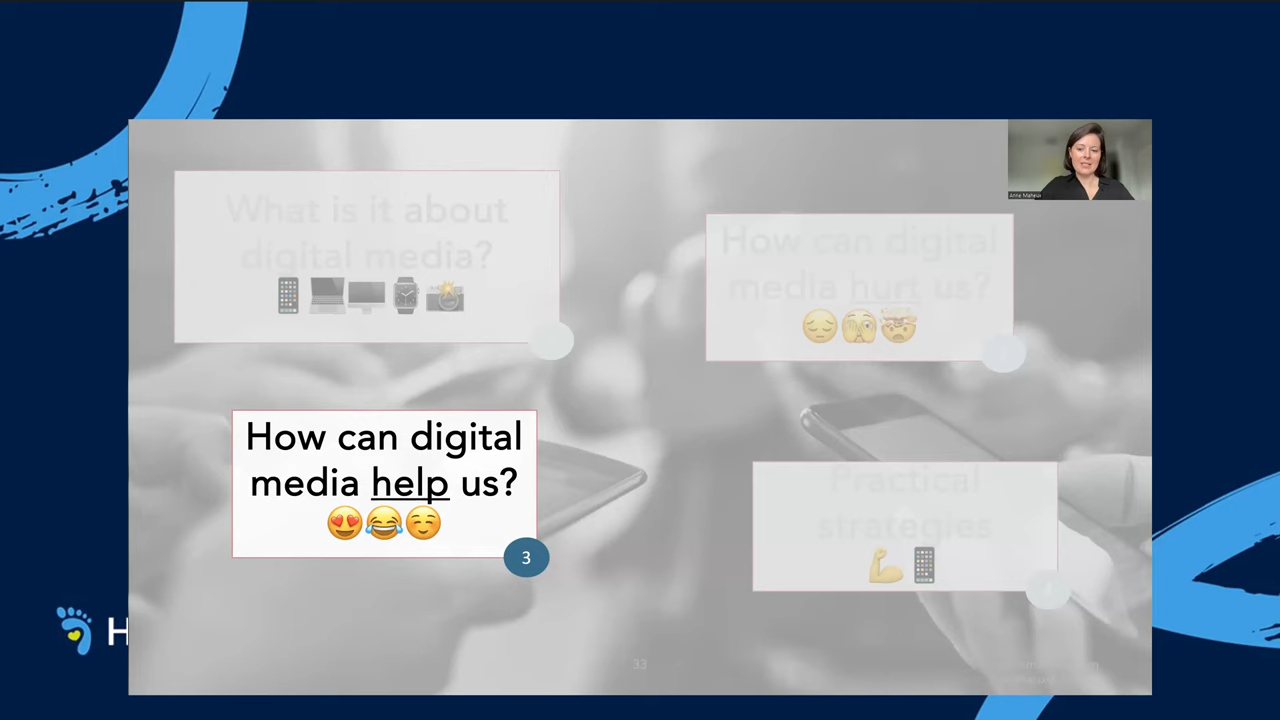 What is it about
digital media?
How can digital
media hurt us?
How can digital
media help us?
3
Practical
strategies
33
H